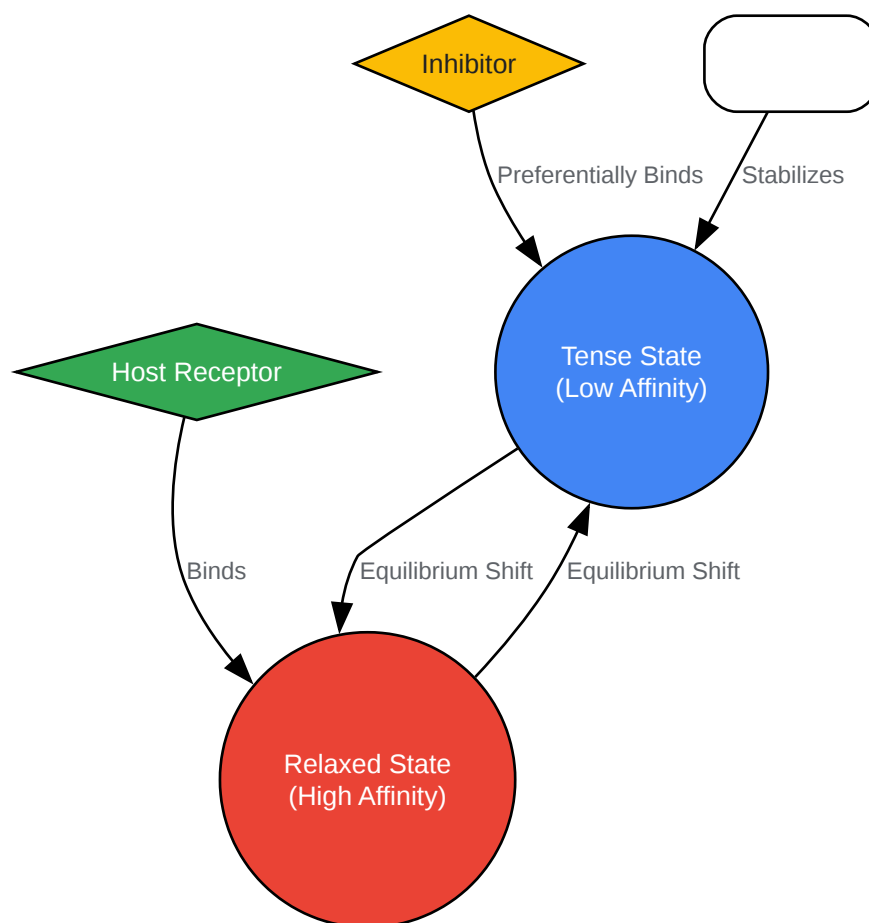 Inhibitor
Preferentially Binds
Stabilizes
Tense State
(Low Affinity)
Host Receptor
Binds
Equilibrium Shift
Equilibrium Shift
Relaxed State
(High Affinity)